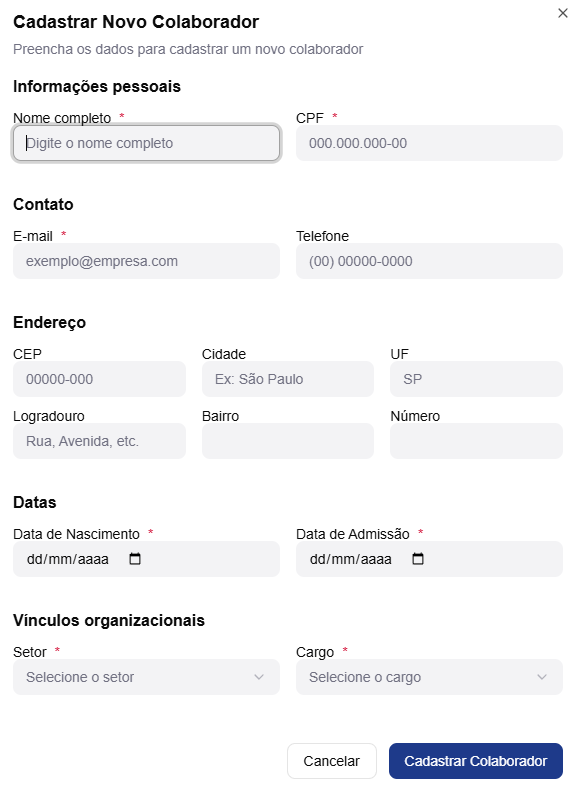 Cadastrar Novo Colaborador
Preencha os dados para cadastrar um novo colaborador
Informações pessoais
Nome completo * CPF *
Digite o nome completo 000.000.000-00
Contato
E-mail * Telefone
exemplo@empresa.com (00) 00000-0000
Endereço
CEP Cidade UF
00000-000 Ex: São Paulo SP
Logradouro Bairro Número
Rua, Avenida, etc.
Datas
Data de Nascimento * Data de Admissão *
dd/mm/aaaa dd/mm/aaaa
Vínculos organizacionais
Setor * Cargo *
Selecione o setor Selecione o cargo
Cancelar Cadastrar Colaborador